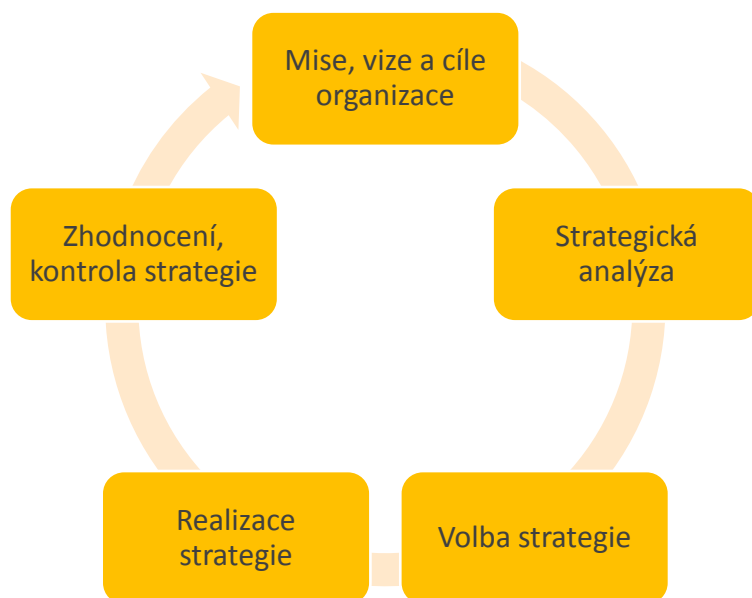 Mise, vize a cíle
organizace
Strategická
analýza
Volba strategie
Realizace
strategie
Zhodnocení,
kontrola strategie